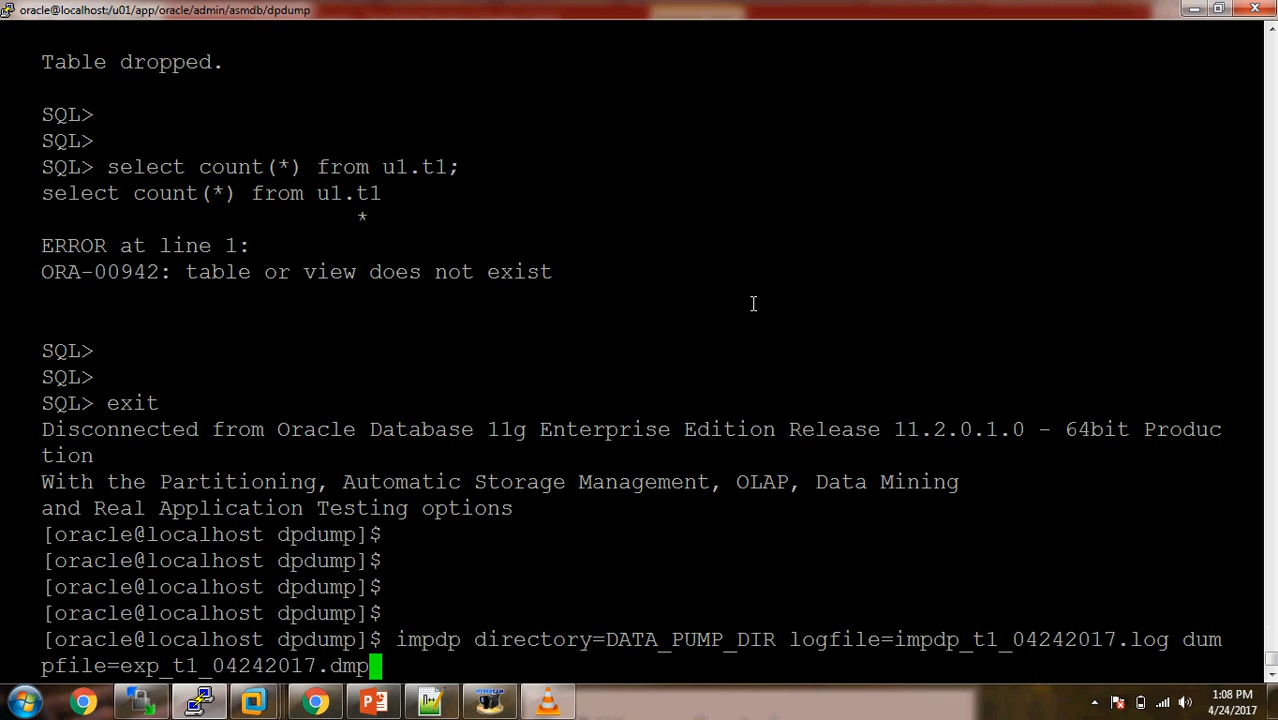 oracle@localhost:/u01/app/oracle/admin/asmdb/dpdump
Table dropped.
SQL>
SQL>
SQL> select count(*) from u1.t1;
select count(*) from u1.t1
*
ERROR at line 1:
ORA-00942: table or view does not exist
SQL>
SQL>
SQL> exit
Disconnected from Oracle Database 11g Enterprise Edition Release 11.2.0.1.0 - 64bit Produc
tion
With the Partitioning, Automatic Storage Management, OLAP, Data Mining
and Real Application Testing options
[oracle@localhost dpdump]$
[oracle@localhost dpdump]$
[oracle@localhost dpdump]$
[oracle@localhost dpdump]$
[oracle@localhost dpdump]$ impdp directory=DATA_PUMP_DIR logfile=impdp_t1_04242017.log dum
pfile=exp_t1_04242017.dmp
1:08 PM
4/24/2017